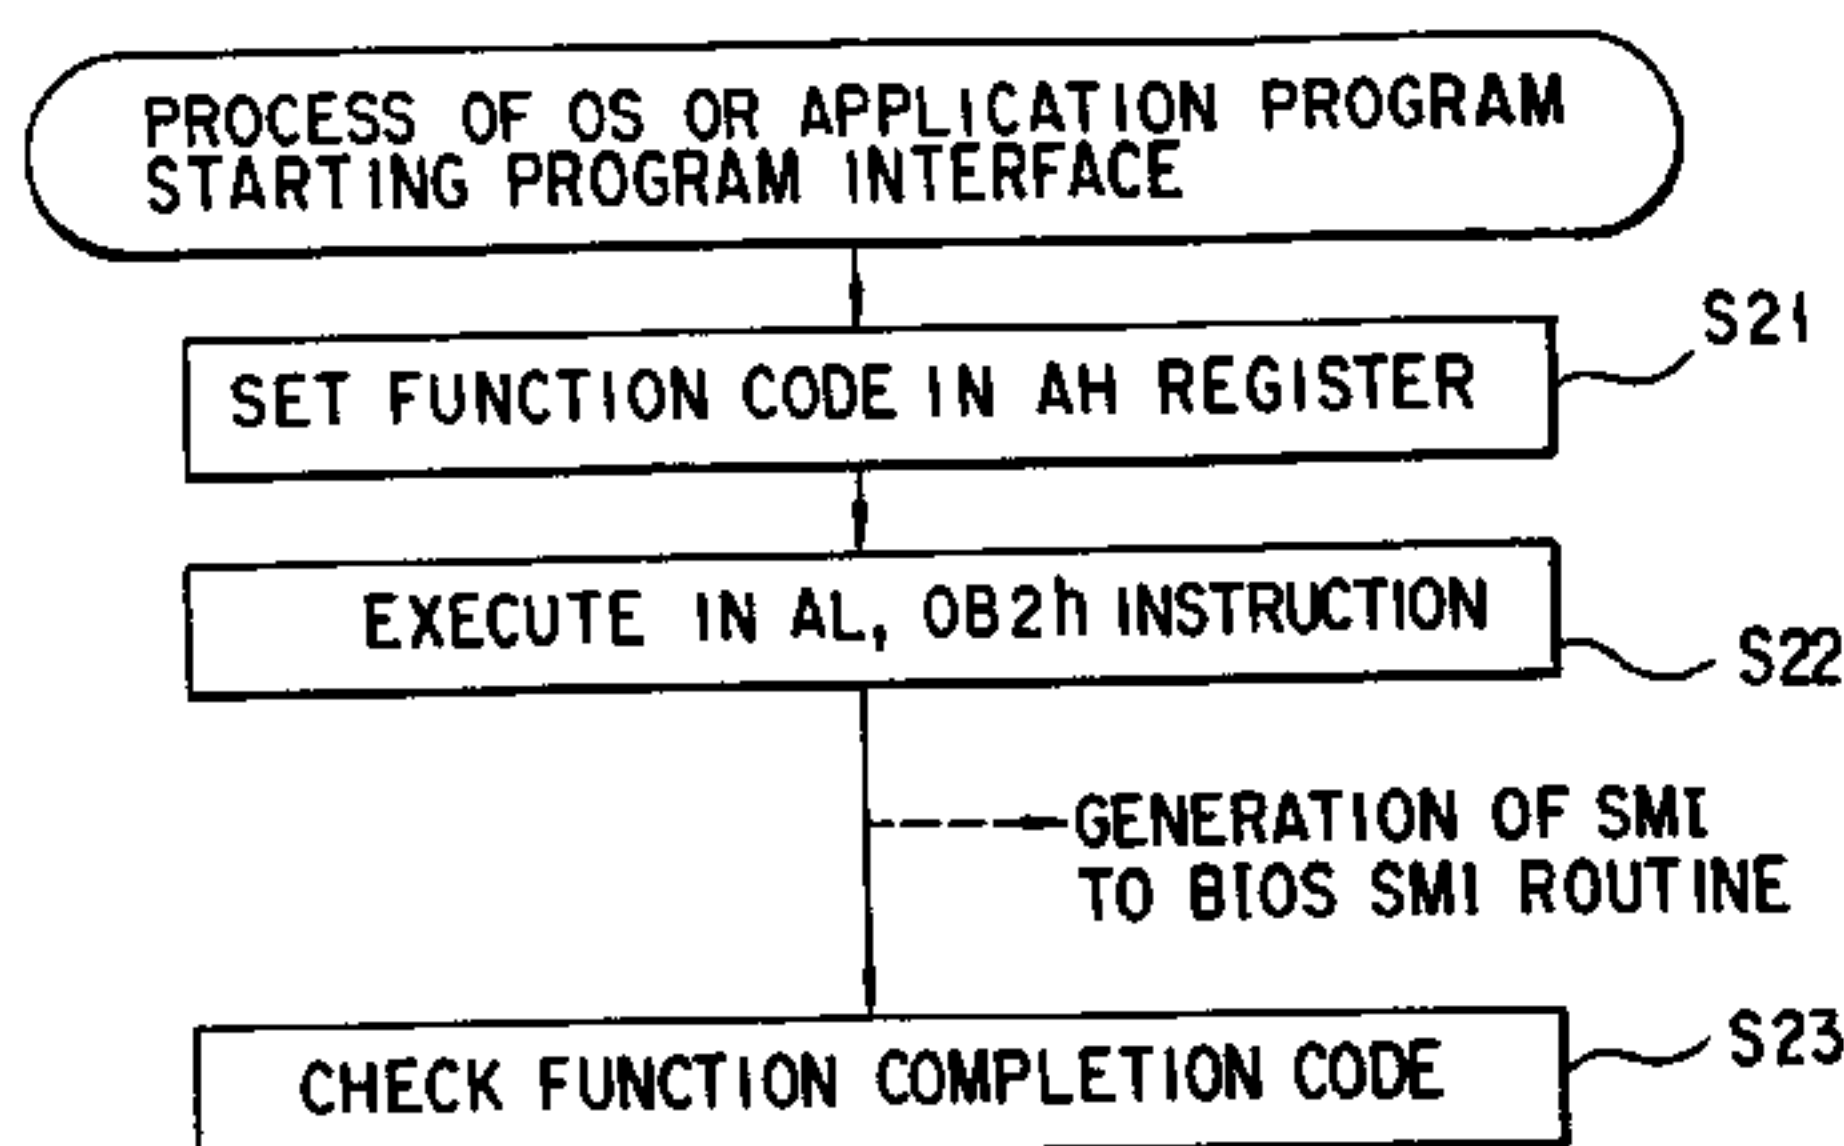 PROCESS OF OS OR APPLICATION PROGRAM
STARTING PROGRAM INTERFACE
S21
SET FUNCTION CODE IN AH REGISTER
EXECUTE IN AL, 0B2h INSTRUCTION
S22
GENERATION OF SMI
TO BIOS SMI ROUTINE
S23
CHECK FUNCTION COMPLETION CODE